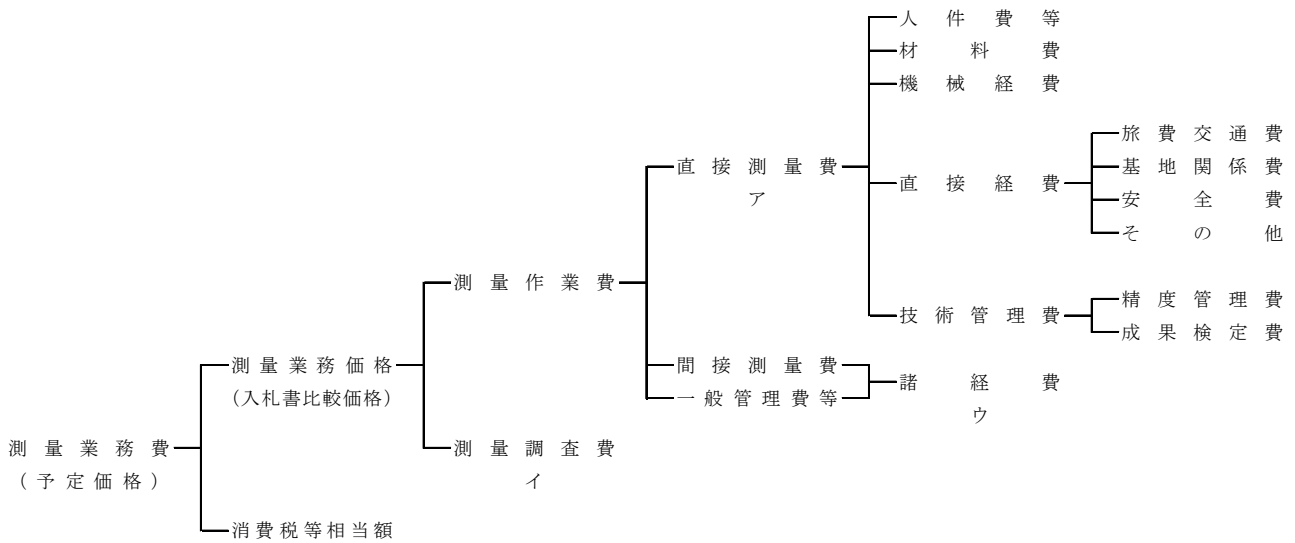 人件費等
材料費
機械経費
旅費交通費
直接測量費
基地関係費
直接経費
ア
安全費
その他
測量作業費
精度管理費
技術管理費
成果検定費
測量業務価格
間接測量費
諸経費
(入札書比較価格)
一般管理費等
ウ
測量業務費
測量調査費
(予定価格)
イ
消費税等相当額